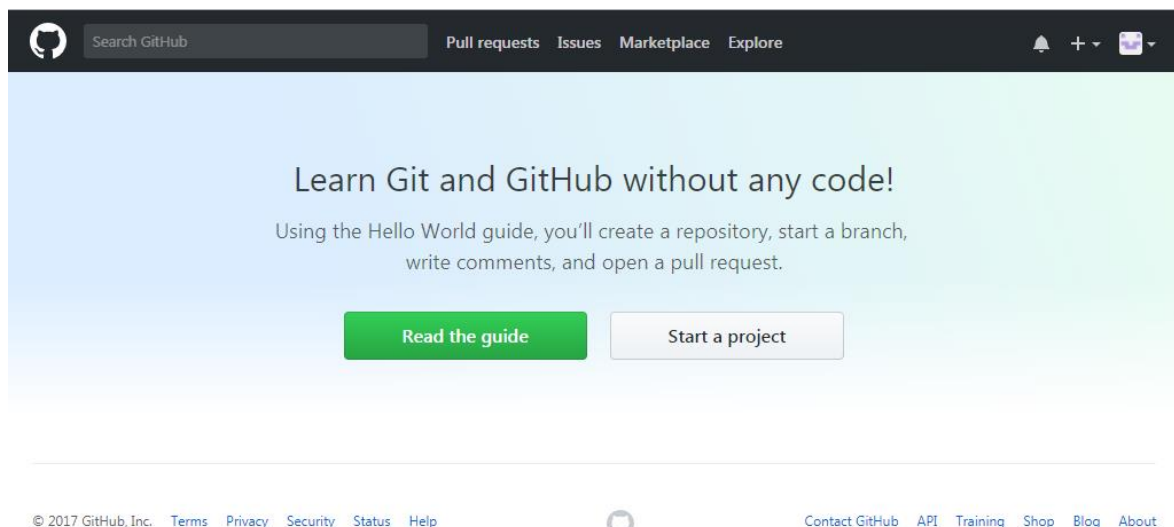 Search GitHub Pull requests Issues Marketplace Explore
Learn Git and GitHub without any code!
Using the Hello World guide, you’ll create a repository, start a branch,
write comments, and open a pull request.
Read the guide Start a project
© 2017 GitHub, Inc. Terms Privacy Security Status Help Contact GitHub API Training Shop Blog About